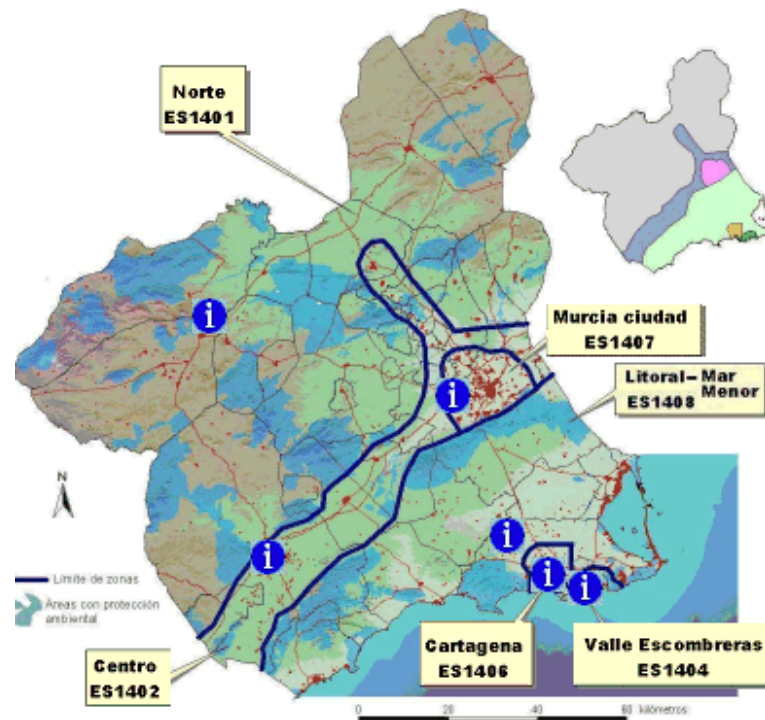 Norte
ES1401
Murcia ciudad
ES1407
Litoral-Mar Menor
ES1408
N
Límite de zonas
Áreas con protección
ambiental
Centro
ES1402
Cartagena
ES1406
Valle Escombreras
ES1404
0 20 40 60 kilómetros
i
i
i
i
i
i